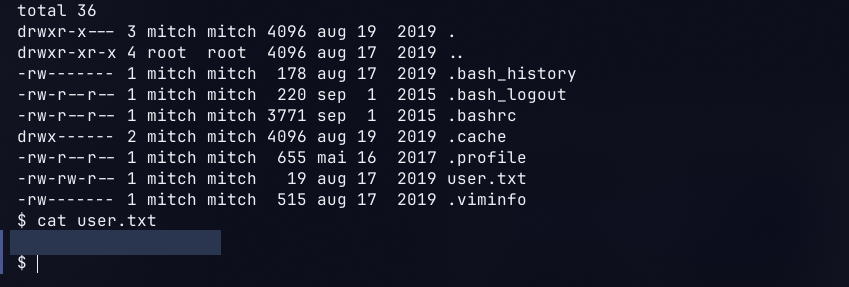 total 36
drwxr-x--- 3 mitch mitch 4096 aug 19  2019 .
drwxr-xr-x 4 root  root  4096 aug 17  2019 ..
-rw------- 1 mitch mitch  178 aug 17  2019 .bash_history
-rw-r--r-- 1 mitch mitch  220 sep  1  2015 .bash_logout
-rw-r--r-- 1 mitch mitch 3771 sep  1  2015 .bashrc
drwx------ 2 mitch mitch 4096 aug 19  2019 .cache
-rw-r--r-- 1 mitch mitch  655 mai 16  2017 .profile
-rw-rw-r-- 1 mitch mitch   19 aug 17  2019 user.txt
-rw------- 1 mitch mitch  515 aug 17  2019 .viminfo
$ cat user.txt
$